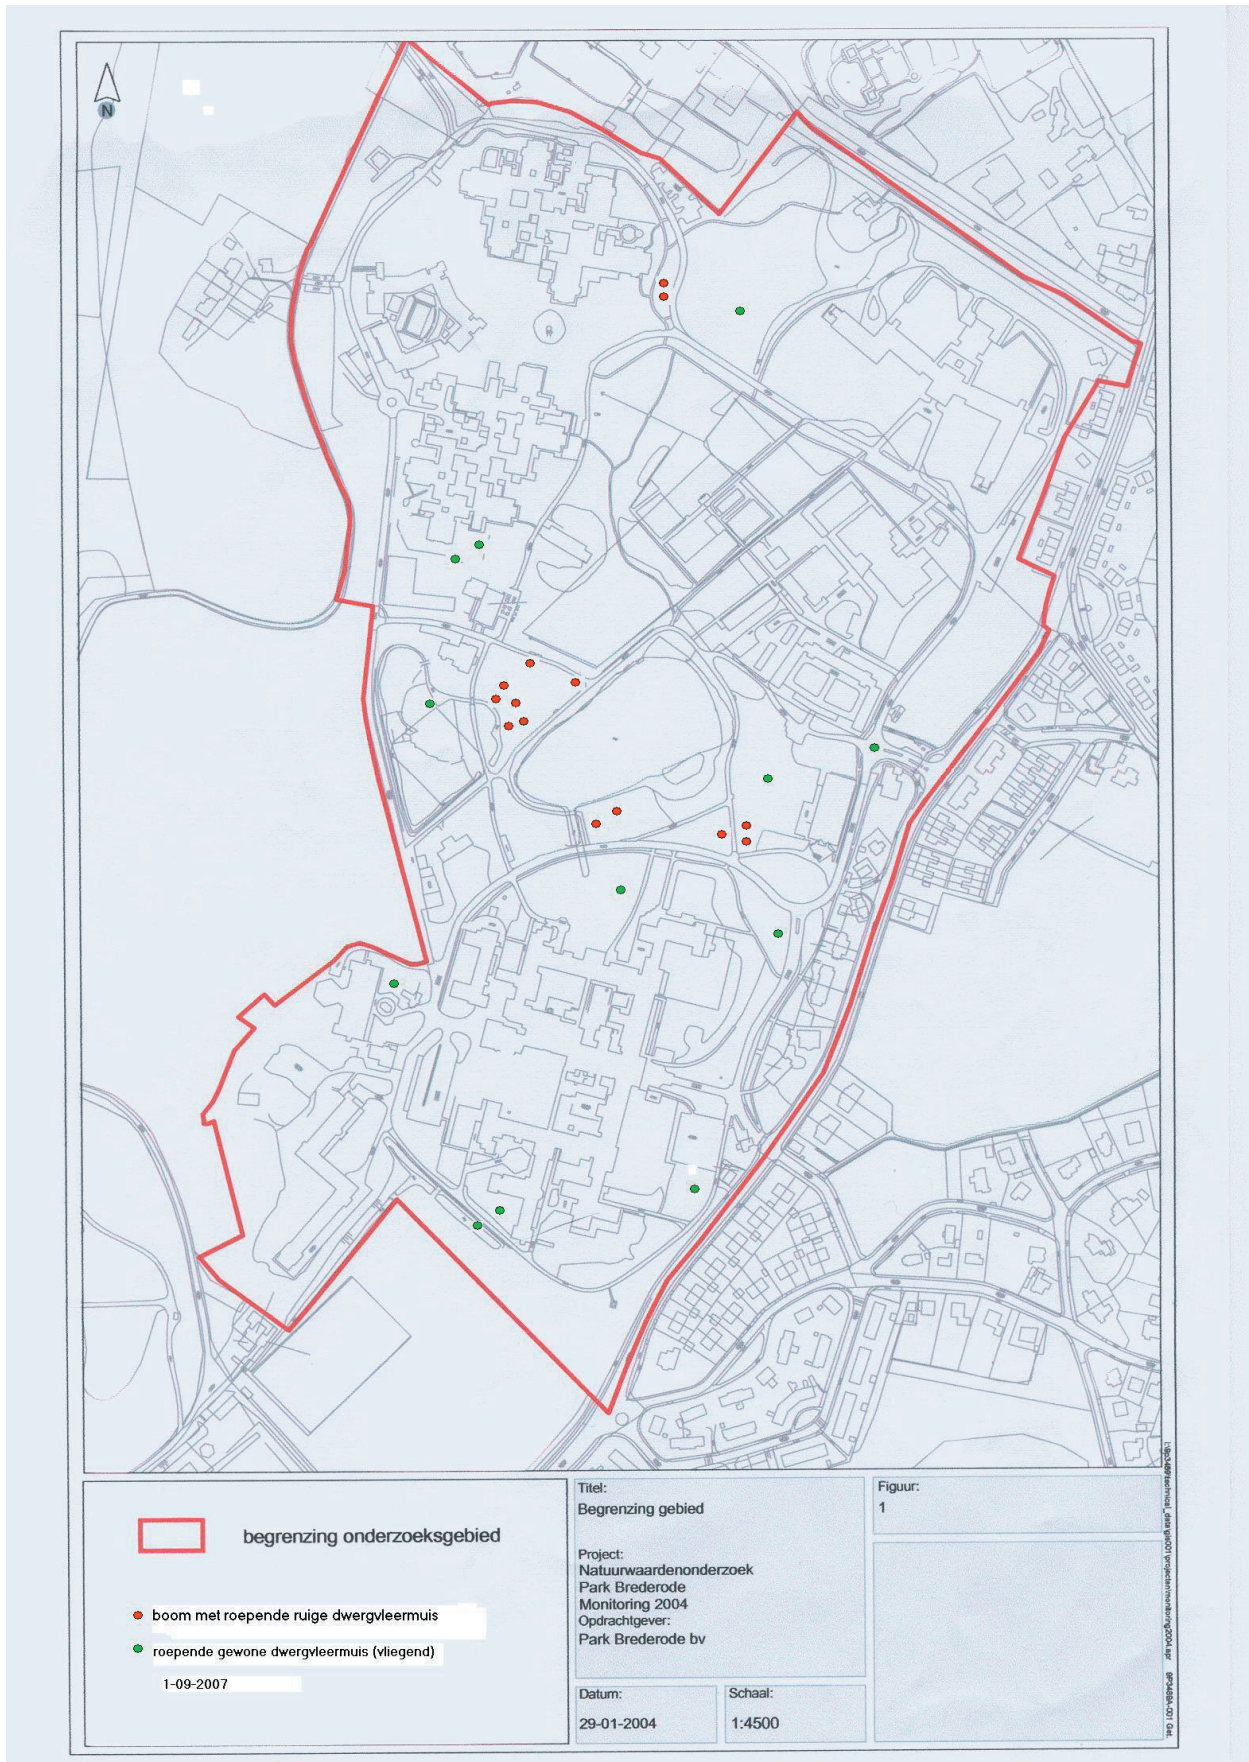 N
begrenzing onderzoeksgebied
boom met roepende ruige dwergvleermuis
roepende gewone dwergvleermuis (vliegend)
1-09-2007
Titel:
Begrenzing gebied
Project:
Natuurwaardenonderzoek
Park Brederode
Monitoring 2004
Opdrachtgever:
Park Brederode bv
Datum:
29-01-2004
Schaal:
1:4500
Figuur:
1